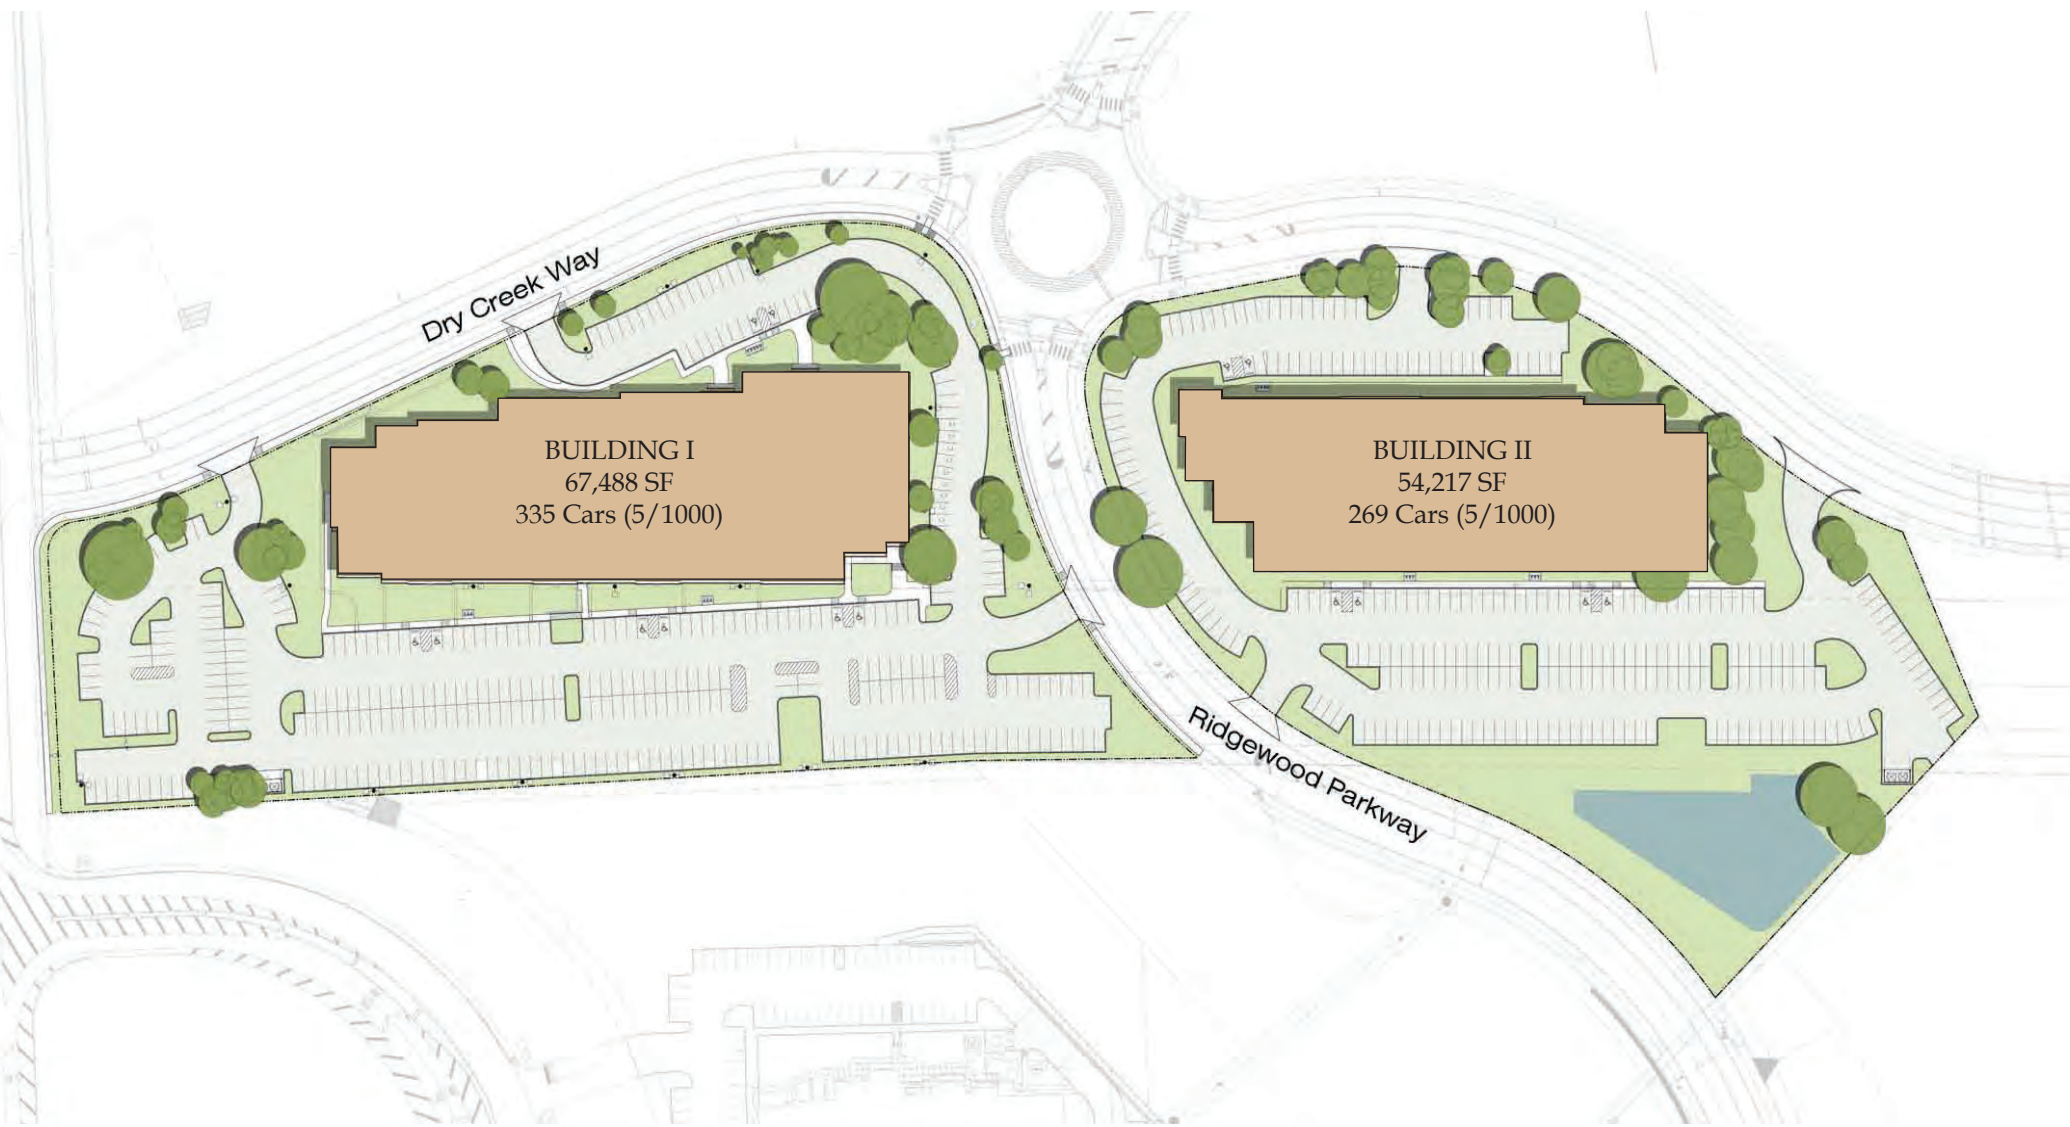 Dry Creek Way
BUILDING I
67,488 SF
335 Cars (5/1000)
BUILDING II
54,217 SF
269 Cars (5/1000)
Ridgewood Parkway